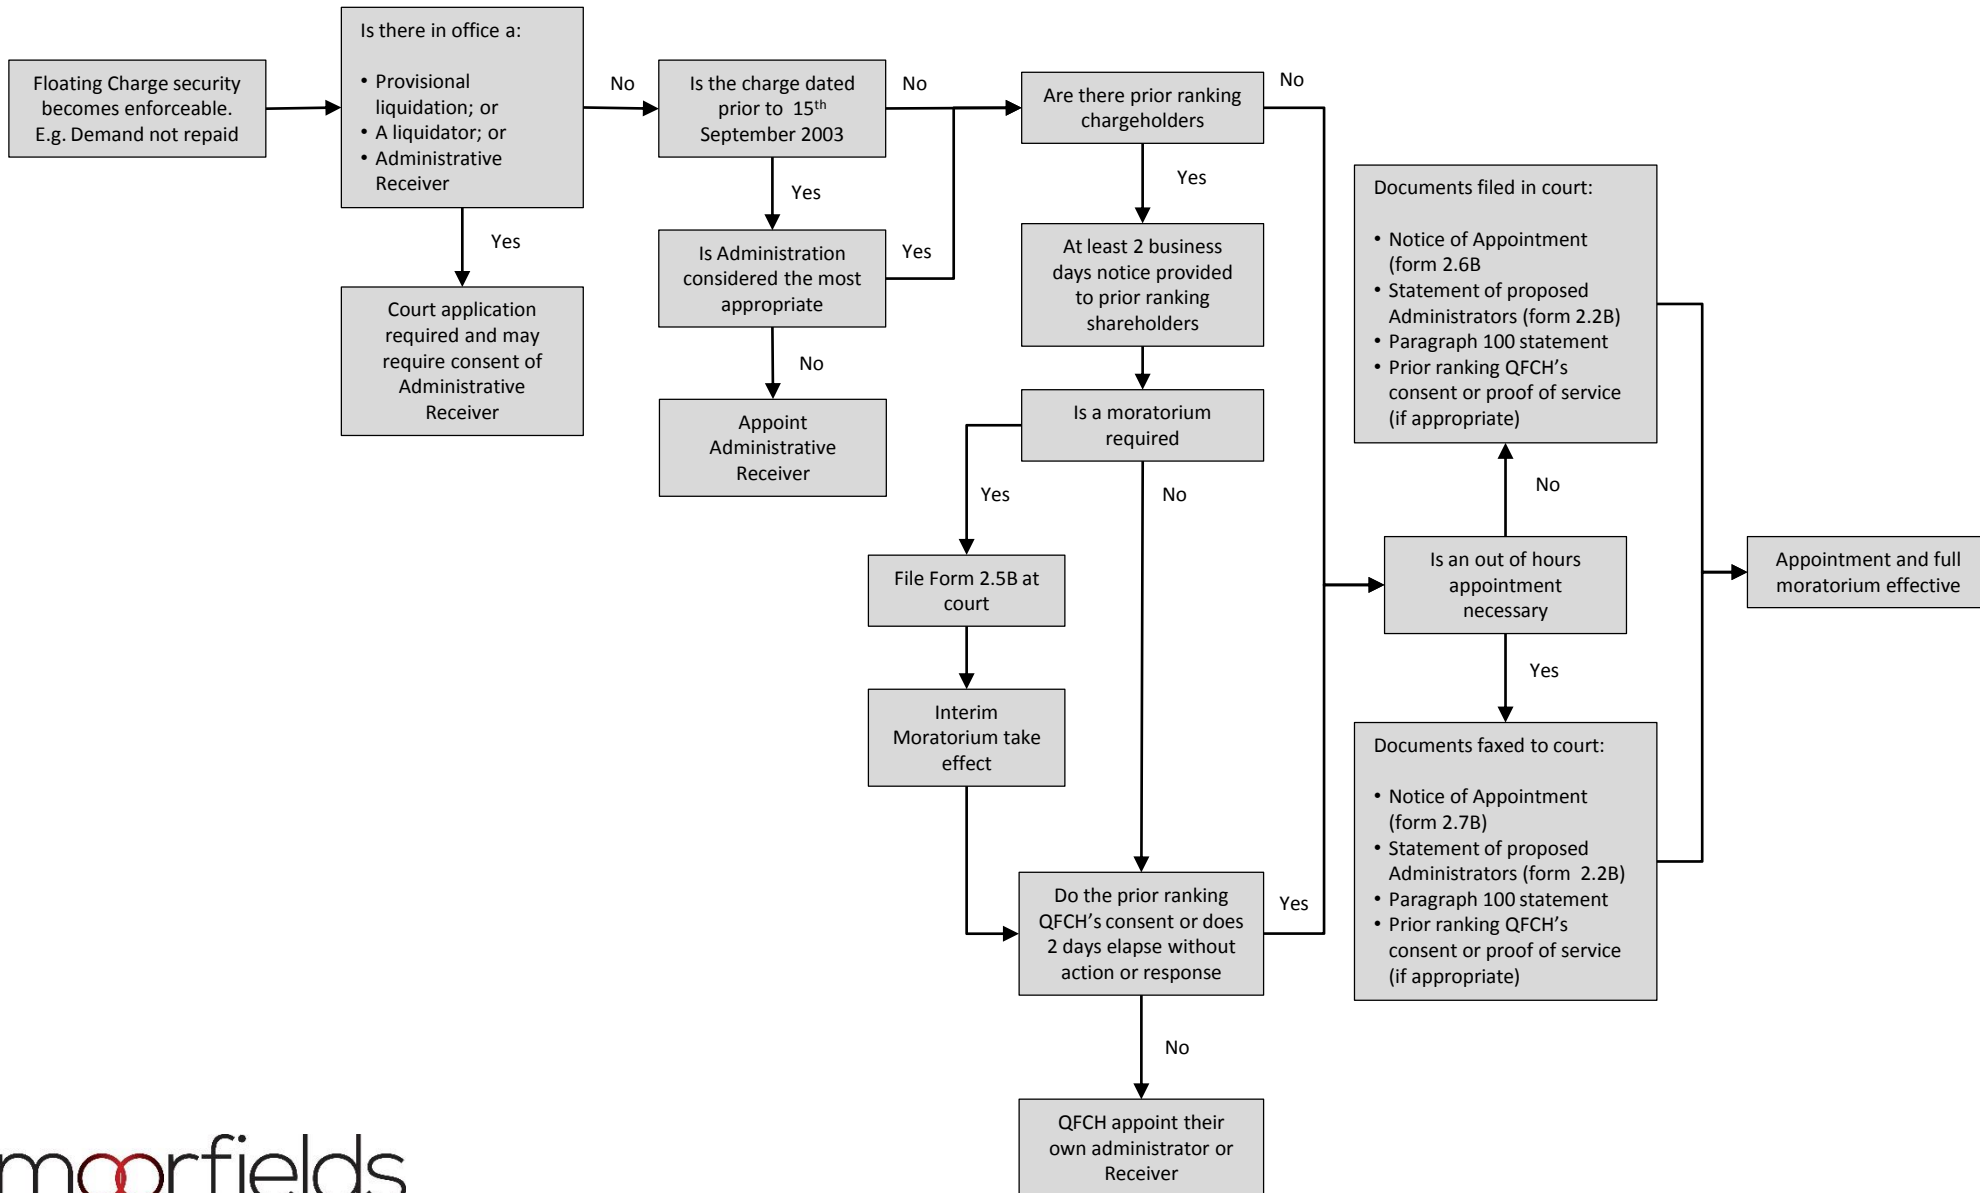 Floating Charge security
becomes enforceable.
E.g. Demand not repaid
Is there in office a:
• Provisional
liquidation; or
• A liquidator; or
• Administrative
Receiver
No
Yes
Court application
required and may
require consent of
Administrative
Receiver
Is the charge dated
prior to 15th
September 2003
No
Yes
Is Administration
considered the most
appropriate
Yes
No
Appoint
Administrative
Receiver
Are there prior ranking
chargeholders
No
Yes
At least 2 business
days notice provided
to prior ranking
shareholders
Is a moratorium
required
Yes
No
File Form 2.5B at
court
Interim
Moratorium take
effect
Do the prior ranking
QFCH's consent or does
2 days elapse without
action or response
Yes
No
QFCH appoint their
own administrator or
Receiver
Documents filed in court:
• Notice of Appointment
(form 2.6B
• Statement of proposed
Administrators (form 2.2B)
• Paragraph 100 statement
• Prior ranking QFCH's
consent or proof of service
(if appropriate)
No
Is an out of hours
appointment
necessary
Yes
Documents faxed to court:
• Notice of Appointment
(form 2.7B)
• Statement of proposed
Administrators (form 2.2B)
• Paragraph 100 statement
• Prior ranking QFCH's
consent or proof of service
(if appropriate)
Appointment and full
moratorium effective
moorfields